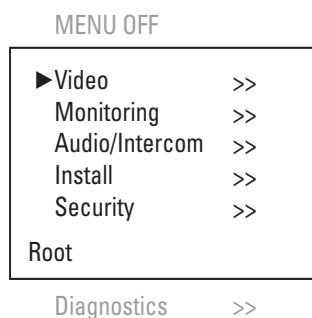 MENU OFF
▶Video >>
Monitoring >>
Audio/Intercom >>
Install >>
Security >>
Root
Diagnostics >>